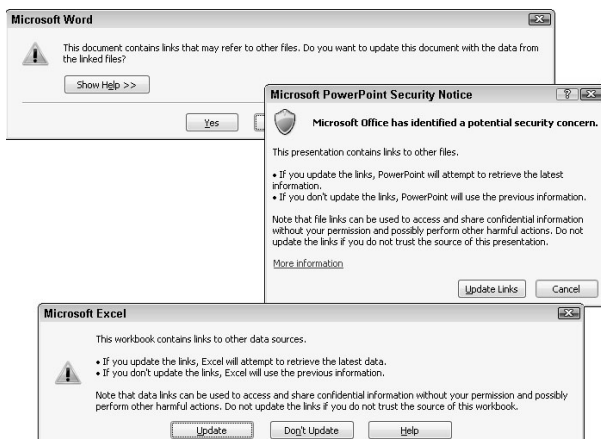 Microsoft Word
This document contains links that may refer to other files. Do you want to update this document with the data from
the linked files?
Show Help >>
Yes
Microsoft PowerPoint Security Notice
Microsoft Office has identified a potential security concern.
This presentation contains links to other files.
• If you update the links, PowerPoint will attempt to retrieve the latest
information.
• If you don't update the links, PowerPoint will use the previous information.
Note that file links can be used to access and share confidential information
without your permission and possibly perform other harmful actions. Do not
update the links if you do not trust the source of this presentation.
More information
Update Links Cancel
Microsoft Excel
This workbook contains links to other data sources.
• If you update the links, Excel will attempt to retrieve the latest data.
• If you don't update the links, Excel will use the previous information.
Note that data links can be used to access and share confidential information without your permission and possibly
perform other harmful actions. Do not update the links if you do not trust the source of this workbook.
Update Don't Update Help